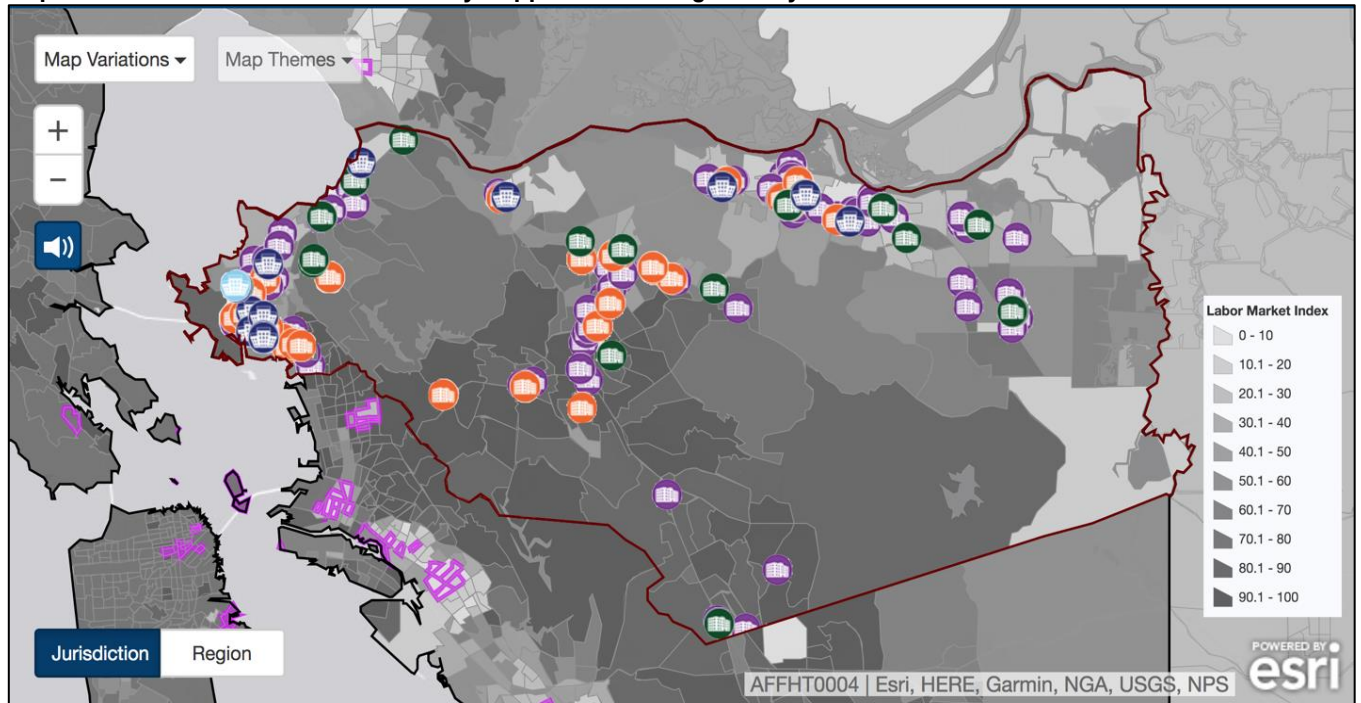 Map Variations
Map Themes
+
−
Labor Market Index
0 - 10
10.1 - 20
20.1 - 30
30.1 - 40
40.1 - 50
50.1 - 60
60.1 - 70
70.1 - 80
80.1 - 90
90.1 - 100
Jurisdiction
Region
POWERED BY
esri
AFFHT0004 | Esri, HERE, Garmin, NGA, USGS, NPS